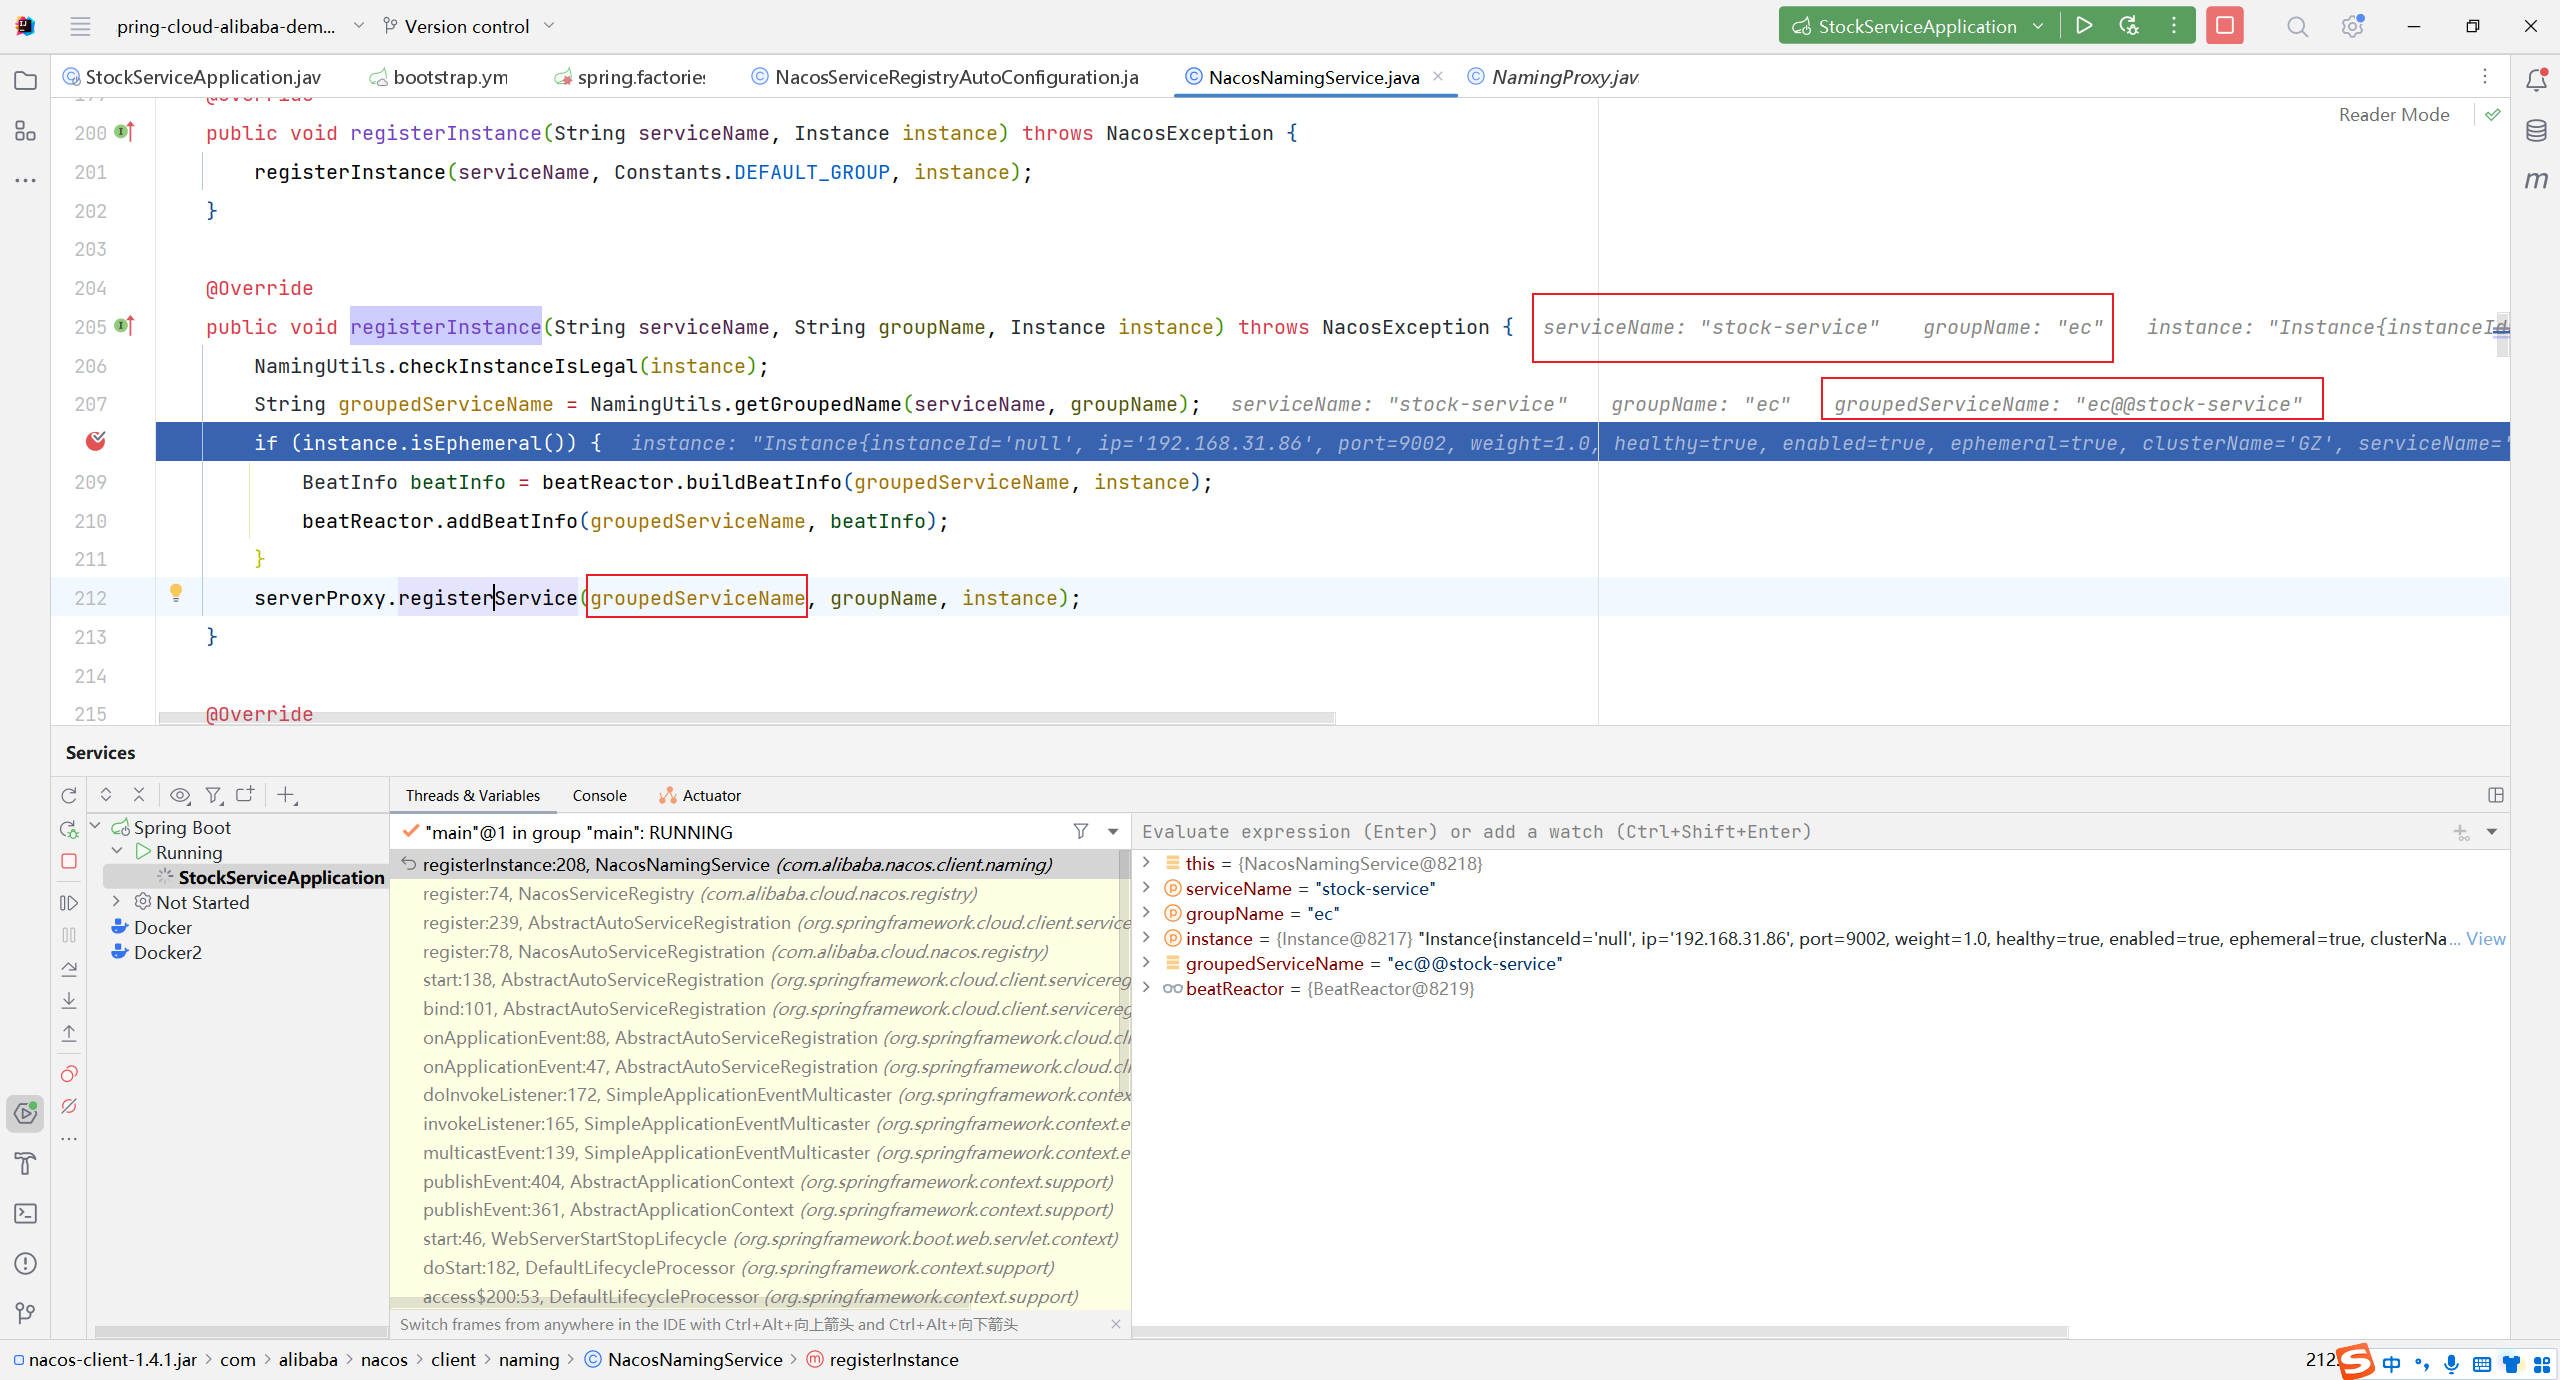 pring-cloud-alibaba-dem... Version control StockServiceApplication
StockServiceApplication.jav bootstrap.ym spring.factories NacosServiceRegistryAutoConfiguration.ja NacosNamingService.java NamingProxy.jav
Reader Mode
@Override
200 public void registerInstance(String serviceName, Instance instance) throws NacosException {
201 registerInstance(serviceName, Constants.DEFAULT_GROUP, instance);
202 }
203
204 @Override
205 public void registerInstance(String serviceName, String groupName, Instance instance) throws NacosException { serviceName: "stock-service" groupName: "ec" instance: "Instance{instanceId
206 NamingUtils.checkInstanceIsLegal(instance);
207 String groupedServiceName = NamingUtils.getGroupedName(serviceName, groupName); serviceName: "stock-service" groupName: "ec" groupedServiceName: "ec@@stock-service"
if (instance.isEphemeral()) { instance: "Instance{instanceId='null', ip='192.168.31.86', port=9002, weight=1.0, healthy=true, enabled=true, ephemeral=true, clusterName='GZ', serviceName='
209 BeatInfo beatInfo = beatReactor.buildBeatInfo(groupedServiceName, instance);
210 beatReactor.addBeatInfo(groupedServiceName, beatInfo);
211 }
212 serverProxy.registerService(groupedServiceName, groupName, instance);
213 }
214
215 @Override
Services
Threads & Variables Console Actuator
Spring Boot
Running
StockServiceApplication
Not Started
Docker
Docker2
"main"@1 in group "main": RUNNING
registerInstance:208, NacosNamingService (com.alibaba.nacos.client.naming)
register:74, NacosServiceRegistry (com.alibaba.cloud.nacos.registry)
register:239, AbstractAutoServiceRegistration (org.springframework.cloud.client.service
register:78, NacosAutoServiceRegistration (com.alibaba.cloud.nacos.registry)
start:138, AbstractAutoServiceRegistration (org.springframework.cloud.client.servicereg
bind:101, AbstractAutoServiceRegistration (org.springframework.cloud.client.servicereg
onApplicationEvent:88, AbstractAutoServiceRegistration (org.springframework.cloud.cli
onApplicationEvent:47, AbstractAutoServiceRegistration (org.springframework.cloud.cli
doInvokeListener:172, SimpleApplicationEventMulticaster (org.springframework.contex
invokeListener:165, SimpleApplicationEventMulticaster (org.springframework.context.e
multicastEvent:139, SimpleApplicationEventMulticaster (org.springframework.context.e
publishEvent:404, AbstractApplicationContext (org.springframework.context.support)
publishEvent:361, AbstractApplicationContext (org.springframework.context.support)
start:46, WebServerStartStopLifecycle (org.springframework.boot.web.servlet.context)
doStart:182, DefaultLifecycleProcessor (org.springframework.context.support)
access$200:53, DefaultLifecycleProcessor (org.springframework.context.support)
Switch frames from anywhere in the IDE with Ctrl+Alt+向上箭头 and Ctrl+Alt+向下箭头
Evaluate expression (Enter) or add a watch (Ctrl+Shift+Enter)
this = {NacosNamingService@8218}
serviceName = "stock-service"
groupName = "ec"
instance = {Instance@8217} "Instance{instanceId='null', ip='192.168.31.86', port=9002, weight=1.0, healthy=true, enabled=true, ephemeral=true, clusterNa... View
groupedServiceName = "ec@@stock-service"
beatReactor = {BeatReactor@8219}
nacos-client-1.4.1.jar > com > alibaba > nacos > client > naming > NacosNamingService > registerInstance 212: 中